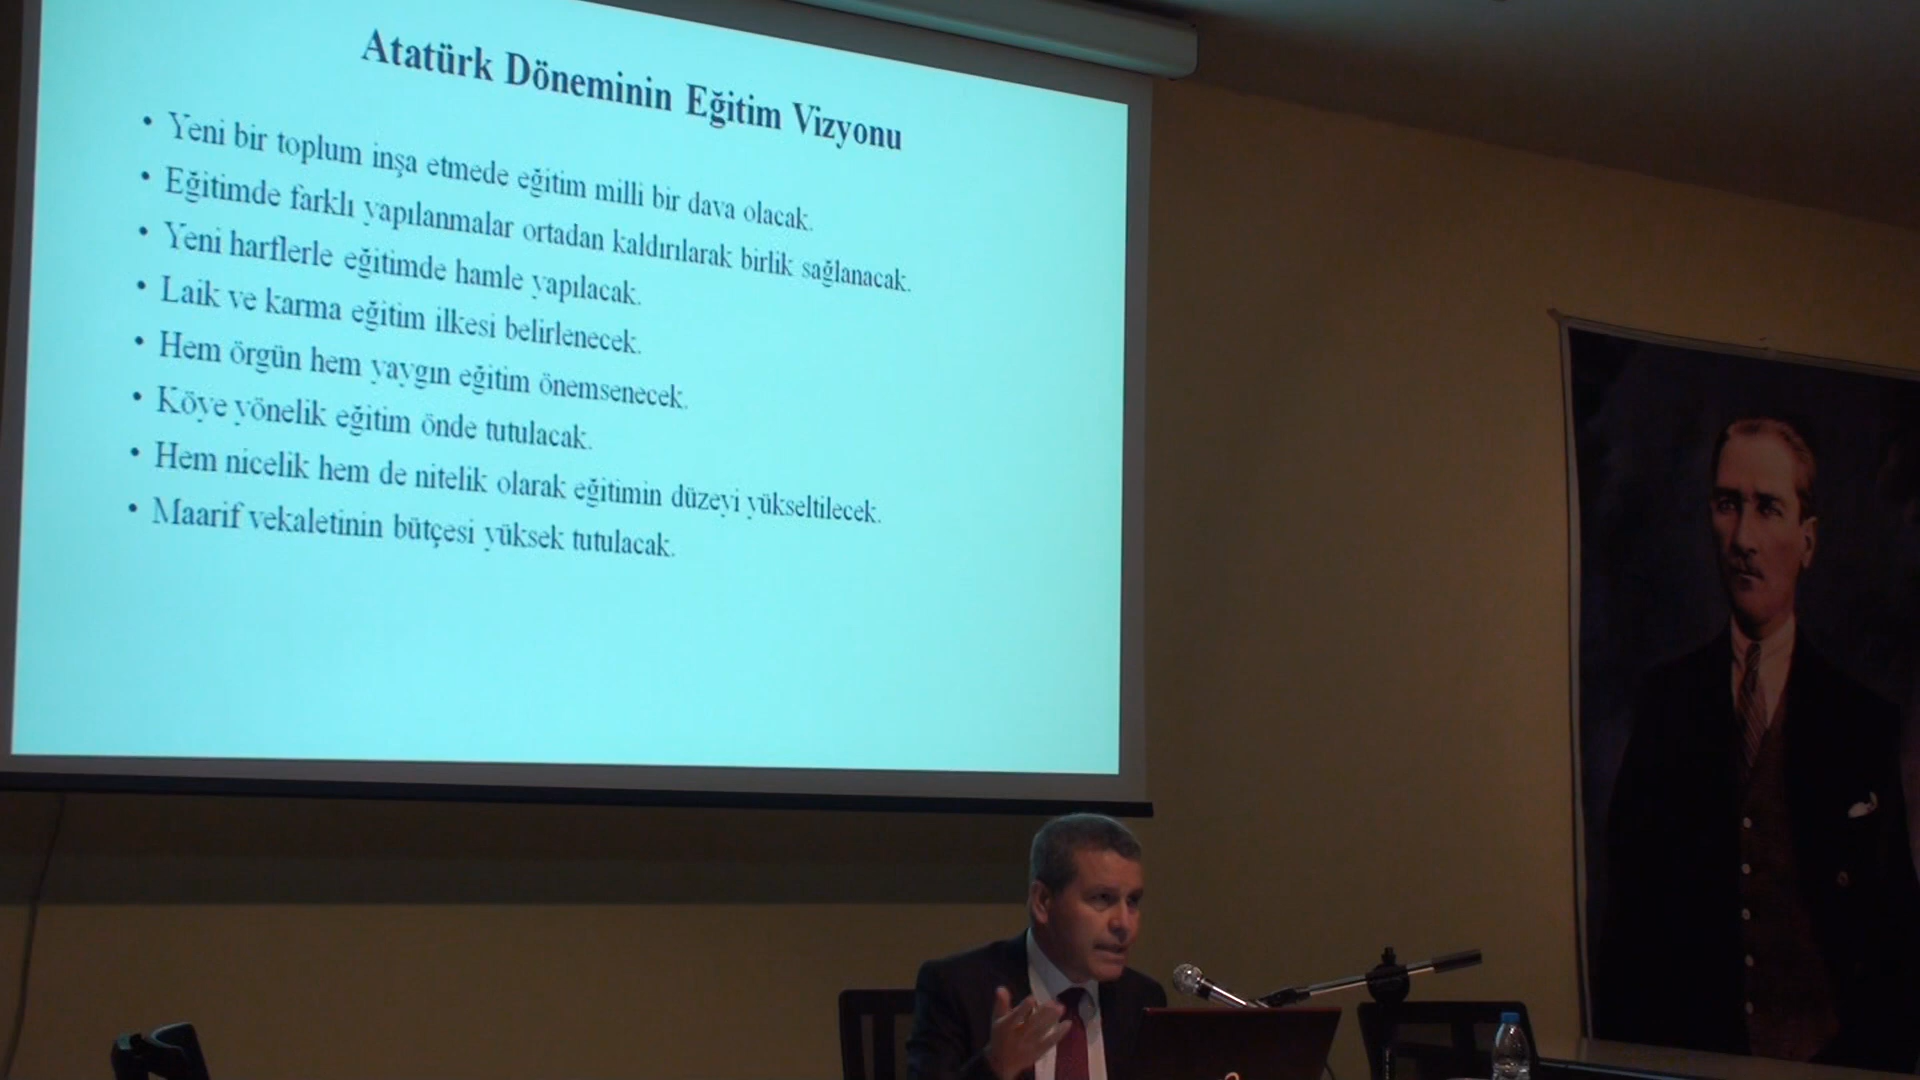 Atatürk Döneminin Eğitim Vizyonu
• Yeni bir toplum inşa etmede eğitim milli bir dava olacak.
• Eğitimde farklı yapılanmalar ortadan kaldırılarak birlik sağlanacak.
• Yeni harflerle eğitimde hamle yapılacak.
• Laik ve karma eğitim ilkesi belirlenecek.
• Hem örgün hem yaygın eğitim önemsenecek.
• Köye yönelik eğitim önde tutulacak.
• Hem nicelik hem de nitelik olarak eğitimin düzeyi yükseltilecek.
• Maarif vekaletinin bütçesi yüksek tutulacak.